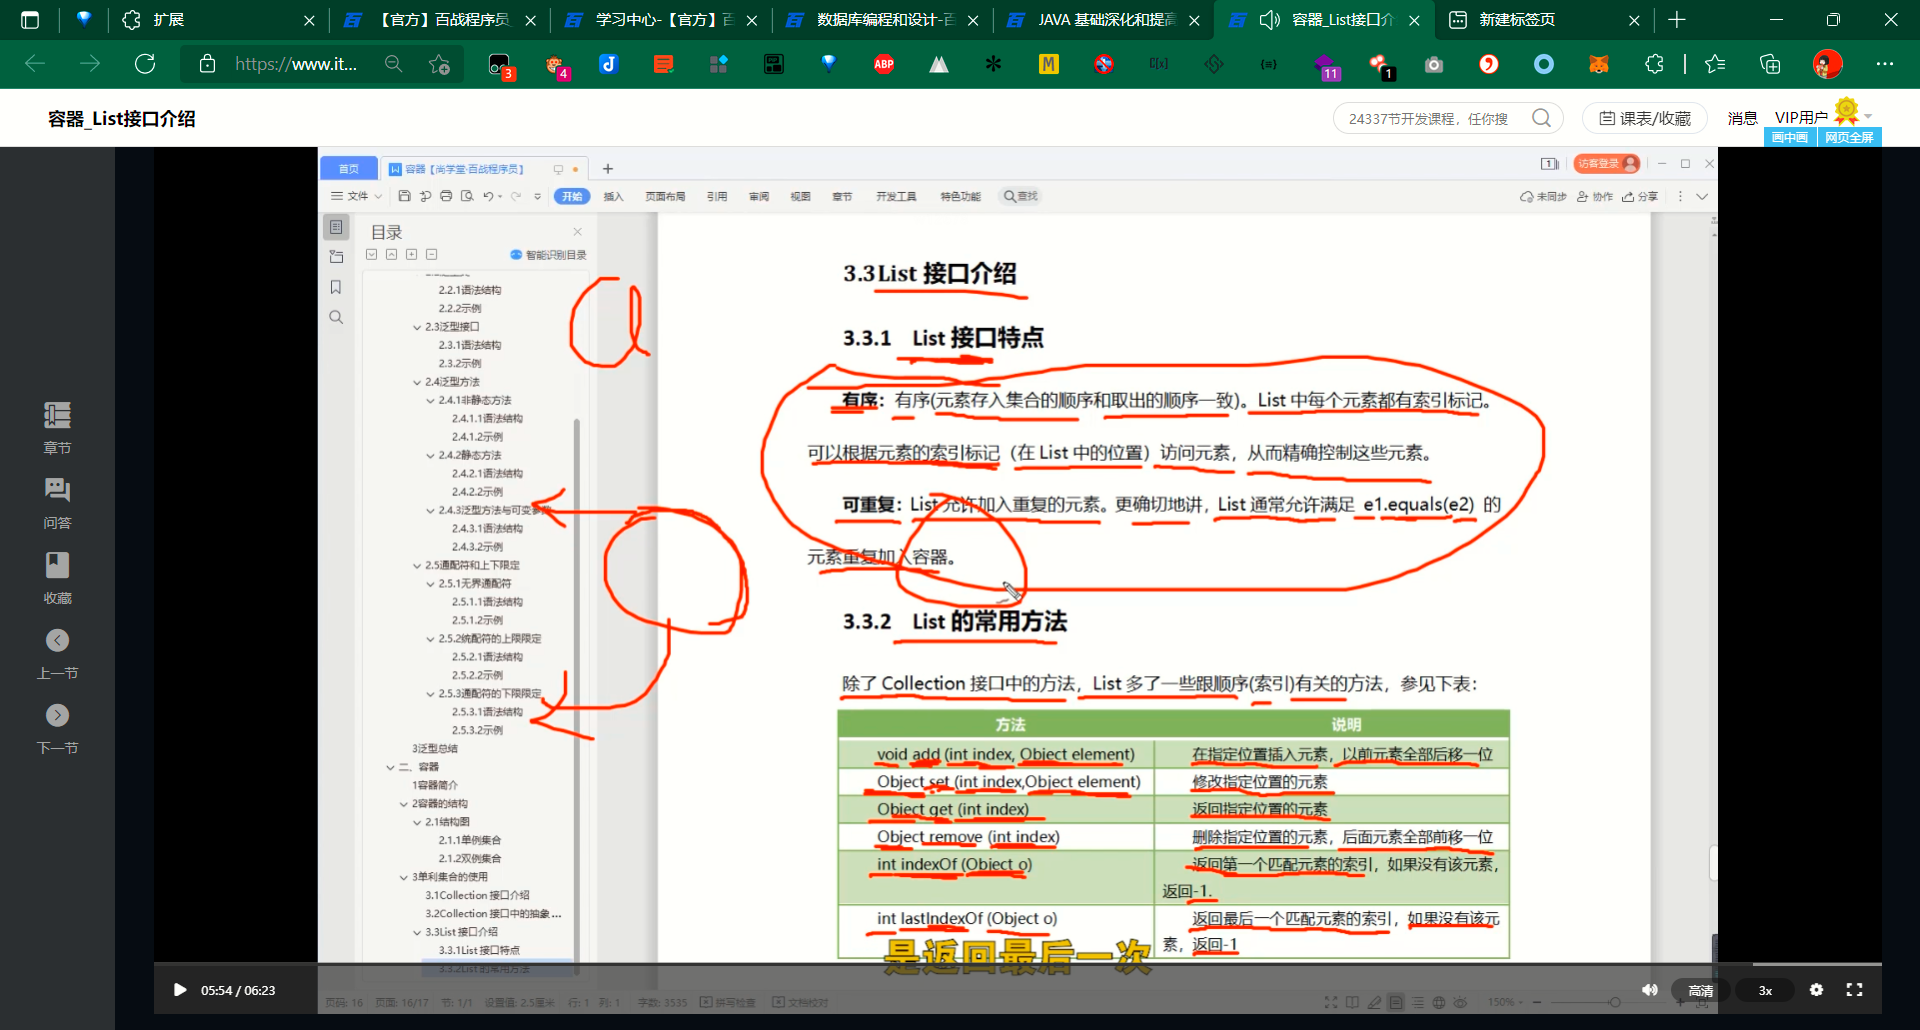 扩展
【官方】百战程序员
学习中心-【官方】百
数据库编程和设计-百
JAVA 基础深化和提高
容器_List接口介
新建标签页
https://www.it...
3
4
ABP
M
11
1
容器_List接口介绍
24337节开发课程，任你搜
课表/收藏
消息
VIP用户
画中画
网页全屏
章节
问答
收藏
上一节
下一节
首页
容器【尚学堂·百战程序员】
访客登录
文件
开始
插入
页面布局
引用
审阅
视图
章节
开发工具
特色功能
查找
未同步
协作
分享
目录
智能识别目录
2.2.1语法结构
2.2.2示例
2.3泛型接口
2.3.1语法结构
2.3.2示例
2.4泛型方法
2.4.1非静态方法
2.4.1.1语法结构
2.4.1.2示例
2.4.2静态方法
2.4.2.1语法结构
2.4.2.2示例
2.4.3泛型方法与可变参数
2.4.3.1语法结构
2.4.3.2示例
2.5通配符和上下限定
2.5.1无界通配符
2.5.1.1语法结构
2.5.1.2示例
2.5.2统配符的上限限定
2.5.2.1语法结构
2.5.2.2示例
2.5.3通配符的下限限定
2.5.3.1语法结构
2.5.3.2示例
3泛型总结
二、容器
1容器简介
2容器的结构
2.1结构图
2.1.1单例集合
2.1.2双例集合
3单利集合的使用
3.1Collection 接口介绍
3.2Collection 接口中的抽象 ...
3.3List 接口介绍
3.3.1List 接口特点
3.3.2List 的常用方法
3.3List 接口介绍
3.3.1 List 接口特点
有序：有序(元素存入集合的顺序和取出的顺序一致)。List 中每个元素都有索引标记。
可以根据元素的索引标记（在 List 中的位置）访问元素，从而精确控制这些元素。
可重复：List 允许加入重复的元素。更确切地讲，List 通常允许满足 e1.equals(e2) 的
元素重复加入容器。
3.3.2 List 的常用方法
除了 Collection 接口中的方法，List 多了一些跟顺序(索引)有关的方法，参见下表：
方法 说明
void add (int index, Object element) 在指定位置插入元素，以前元素全部后移一位
Object set (int index,Object element) 修改指定位置的元素
Object get (int index) 返回指定位置的元素
Object remove (int index) 删除指定位置的元素，后面元素全部前移一位
int indexOf (Object o) 返回第一个匹配元素的索引，如果没有该元素，
返回-1.
int lastIndexOf (Object o) 返回最后一个匹配元素的索引，如果没有该元
素，返回-1
是返回最后一次
05:54 / 06:23
高清
3x
页码: 16 页面: 16/17 节: 1/1 设置值: 2.5厘米 行: 1 列: 1 字数: 3535 拼写检查 文档校对
150%